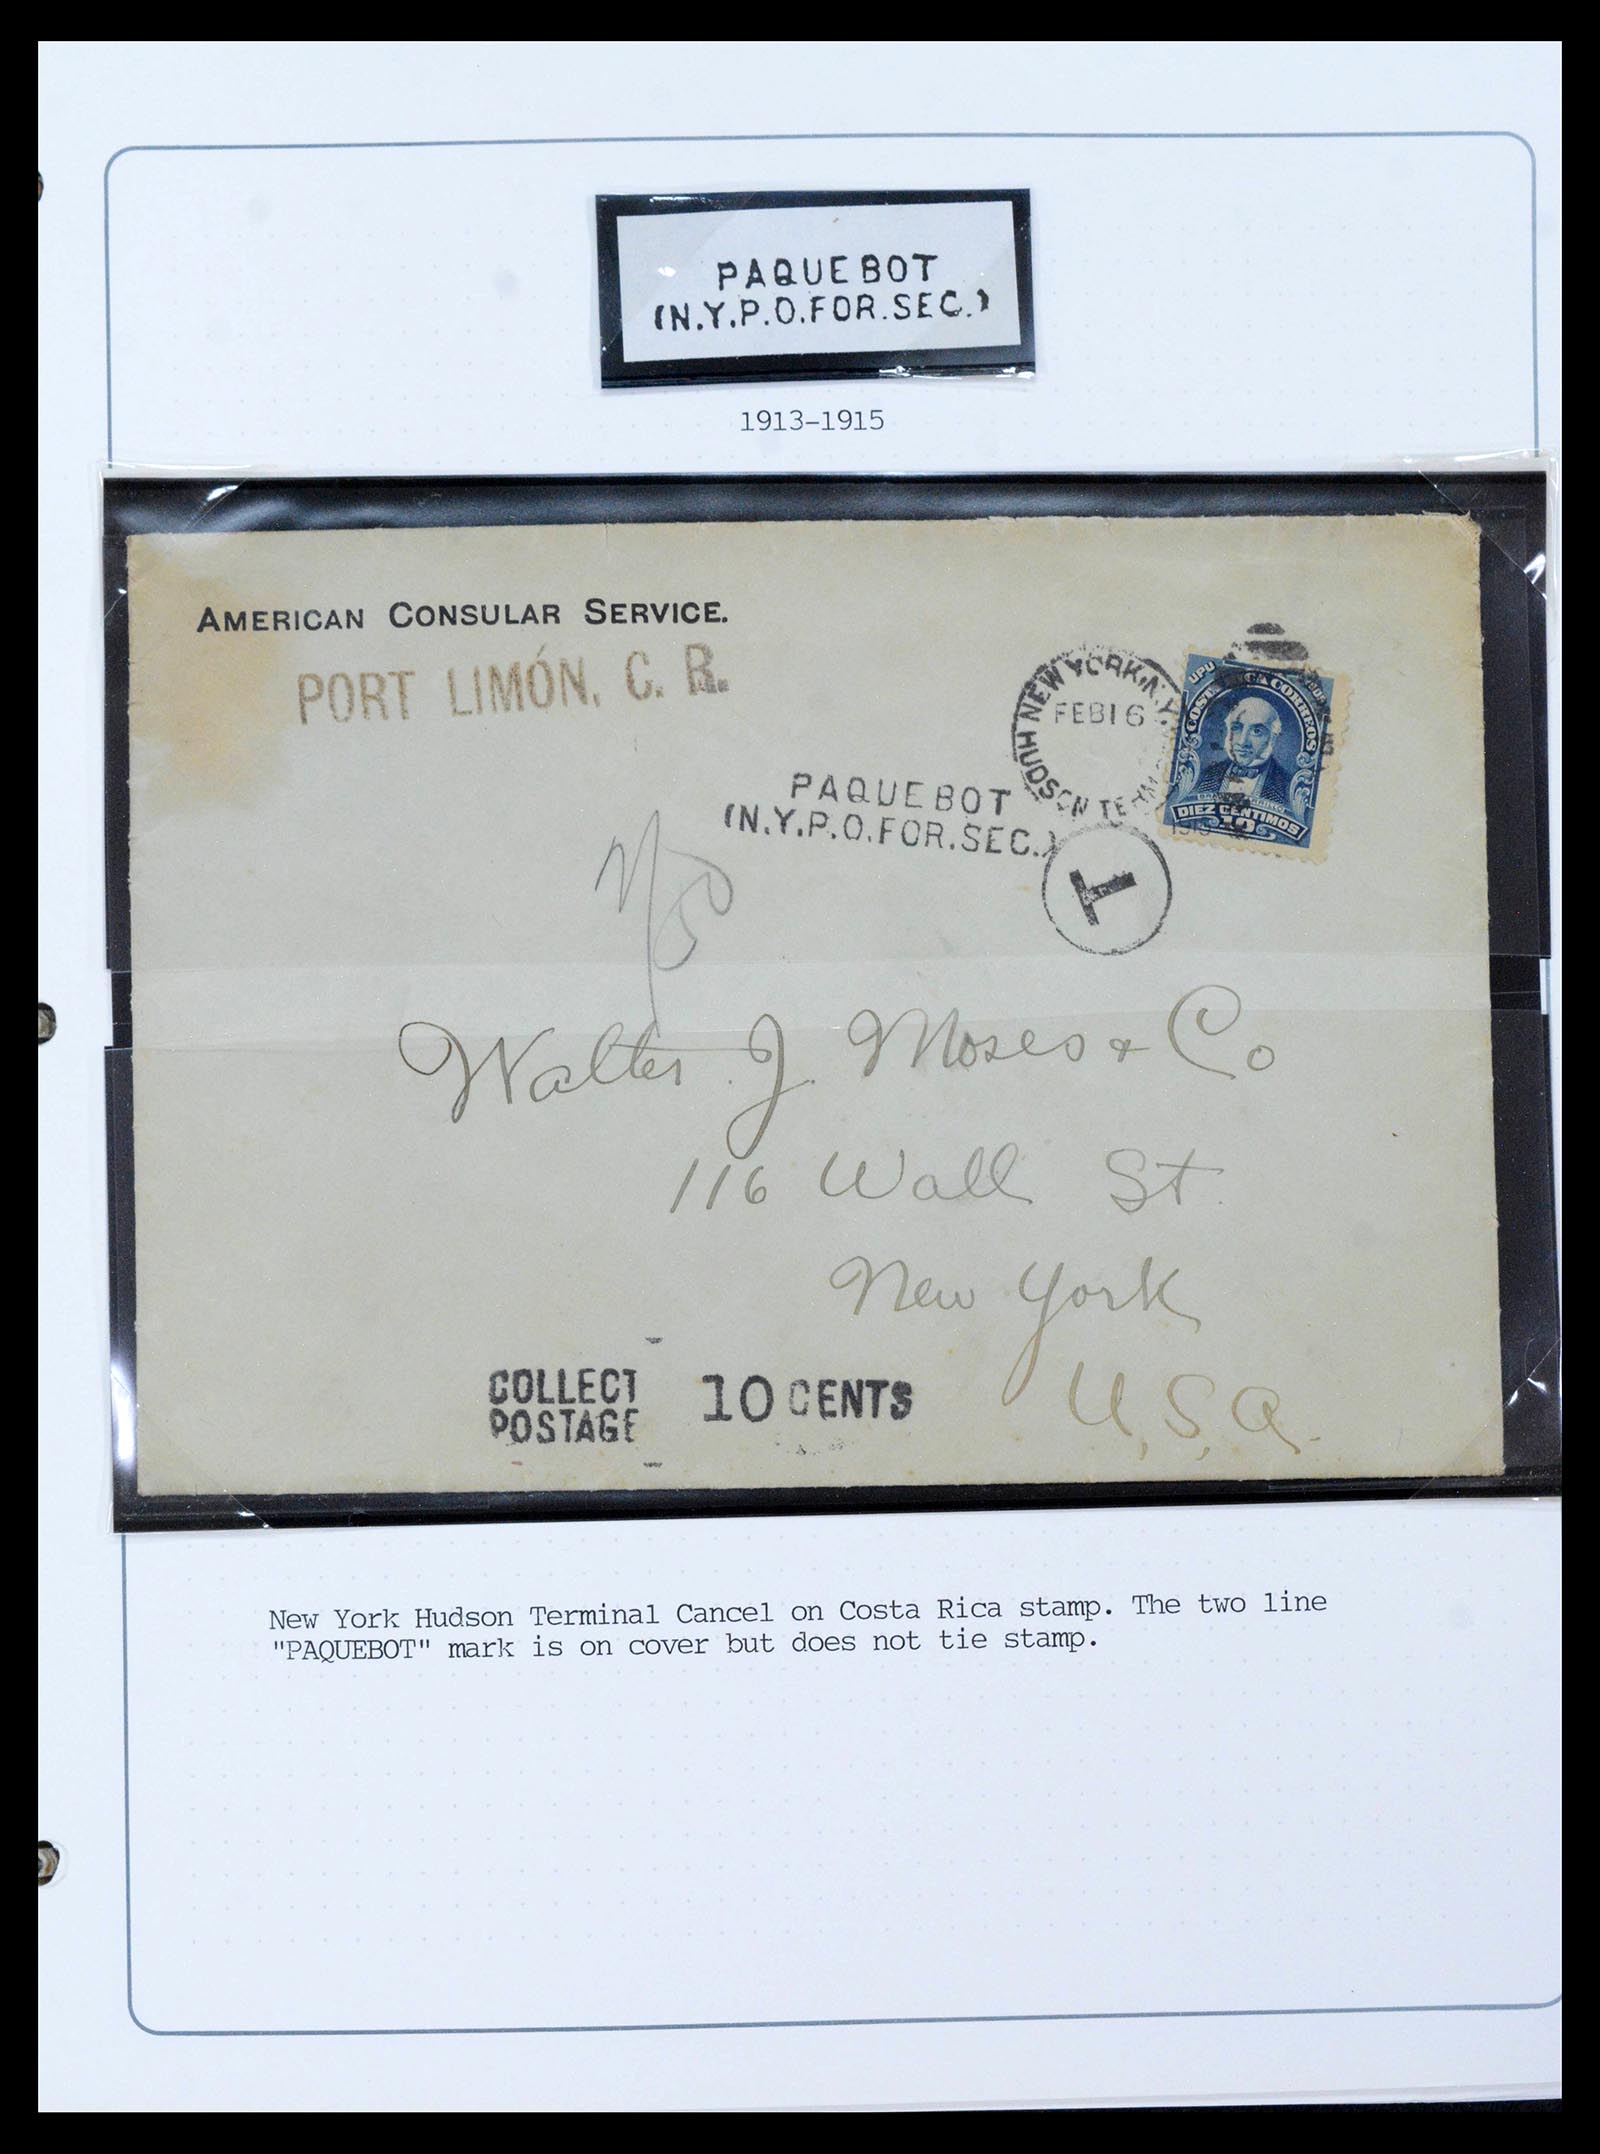 PAQUEBOT
(N.Y.P.O.FOR.SEC.)
1913-1915
AMERICAN CONSULAR SERVICE.
PORT LIMÓN, C. R.
HUDSON TERM NEW YORK, N.Y.
FEB 16
UPU
COSTA RICA CORREOS
DIEZ CENTIMOS
10
PAQUEBOT
(N.Y.P.O.FOR.SEC.)
T
Walter J. Moses & Co
116 Wall St.
New York
U.S.A.
COLLECT
POSTAGE
10 CENTS
New York Hudson Terminal Cancel on Costa Rica stamp. The two line
"PAQUEBOT" mark is on cover but does not tie stamp.